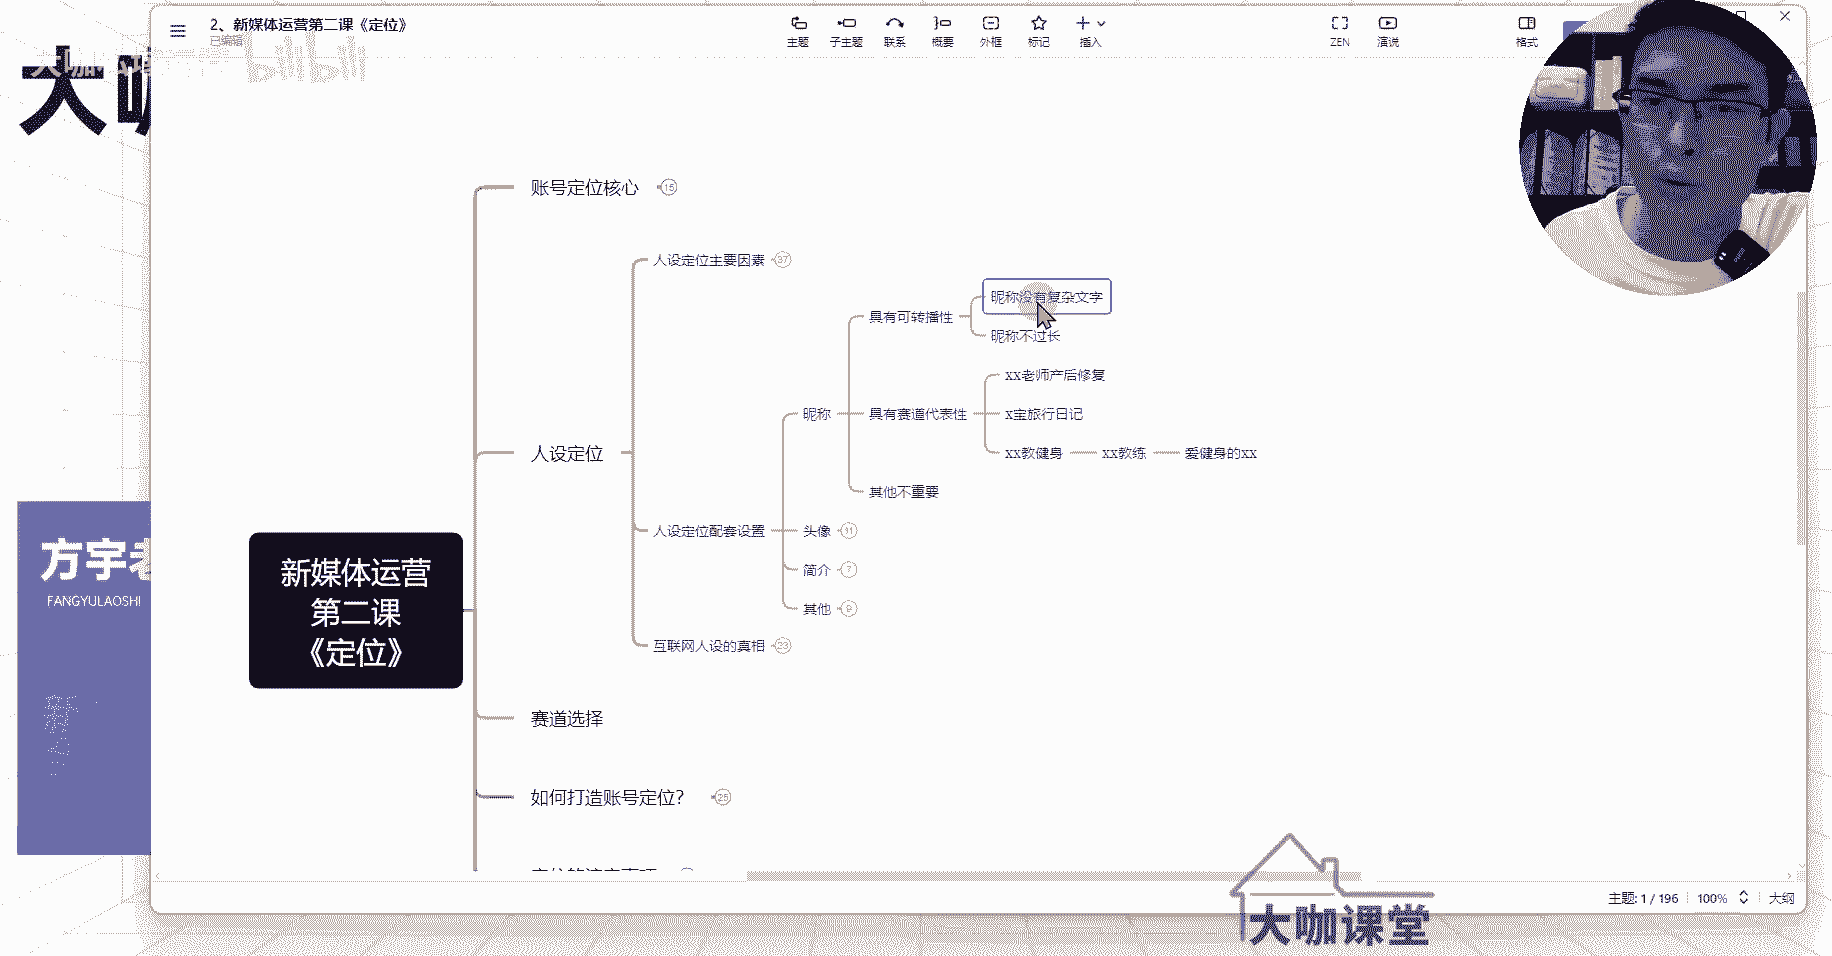 2、新媒体运营第二课《定位》
已编辑
主题
子主题
联系
概要
外框
标记
插入
ZEN
演说
格式
bilibili
大咖
账号定位核心 15
人设定位主要因素 37
昵称没有复杂文字
具有可转播性
昵称不过长
xx老师产后修复
昵称
具有赛道代表性
x宝旅行日记
人设定位
xx教健身
xx教练
爱健身的xx
其他不重要
人设定位配套设置
头像 11
简介 7
其他 9
新媒体运营
第二课
《定位》
方宇老
FANGYULAOSHI
互联网人设的真相 23
赛道选择
如何打造账号定位？ 25
主题: 1 / 196
100%
大纲
大咖课堂